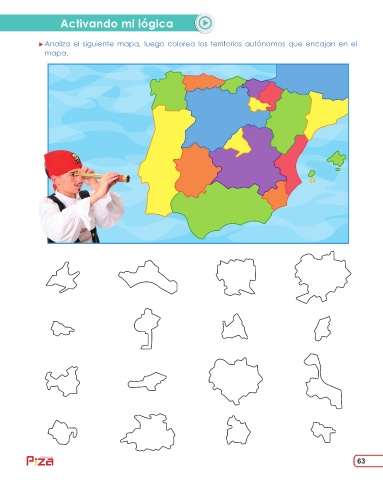 Activando mi lógica
Analiza el siguiente mapa; luego colorea los territorios autónomos que encajan en el
mapa.
PIZA
63